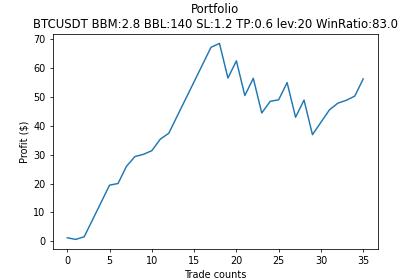 Portfolio
BTCUSDT BBM:2.8 BBL:140 SL:1.2 TP:0.6 lev:20 WinRatio:83.0
70
60
50
40
30
20
10
0
Profit ($)
0 5 10 15 20 25 30 35
Trade counts